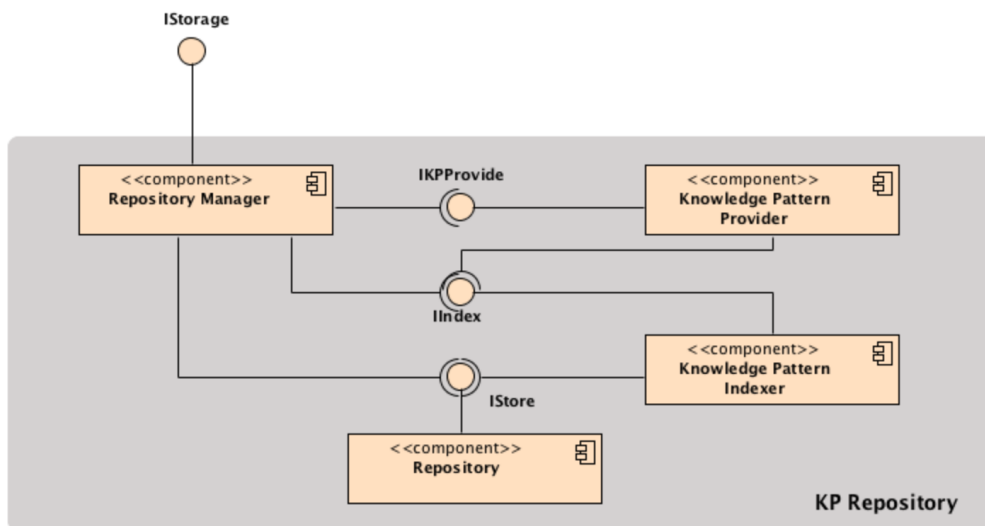 IStorage
<<component>>
Repository Manager
IKPProvide
<<component>>
Knowledge Pattern
Provider
IIndex
<<component>>
Knowledge Pattern
Indexer
IStore
<<component>>
Repository
KP Repository